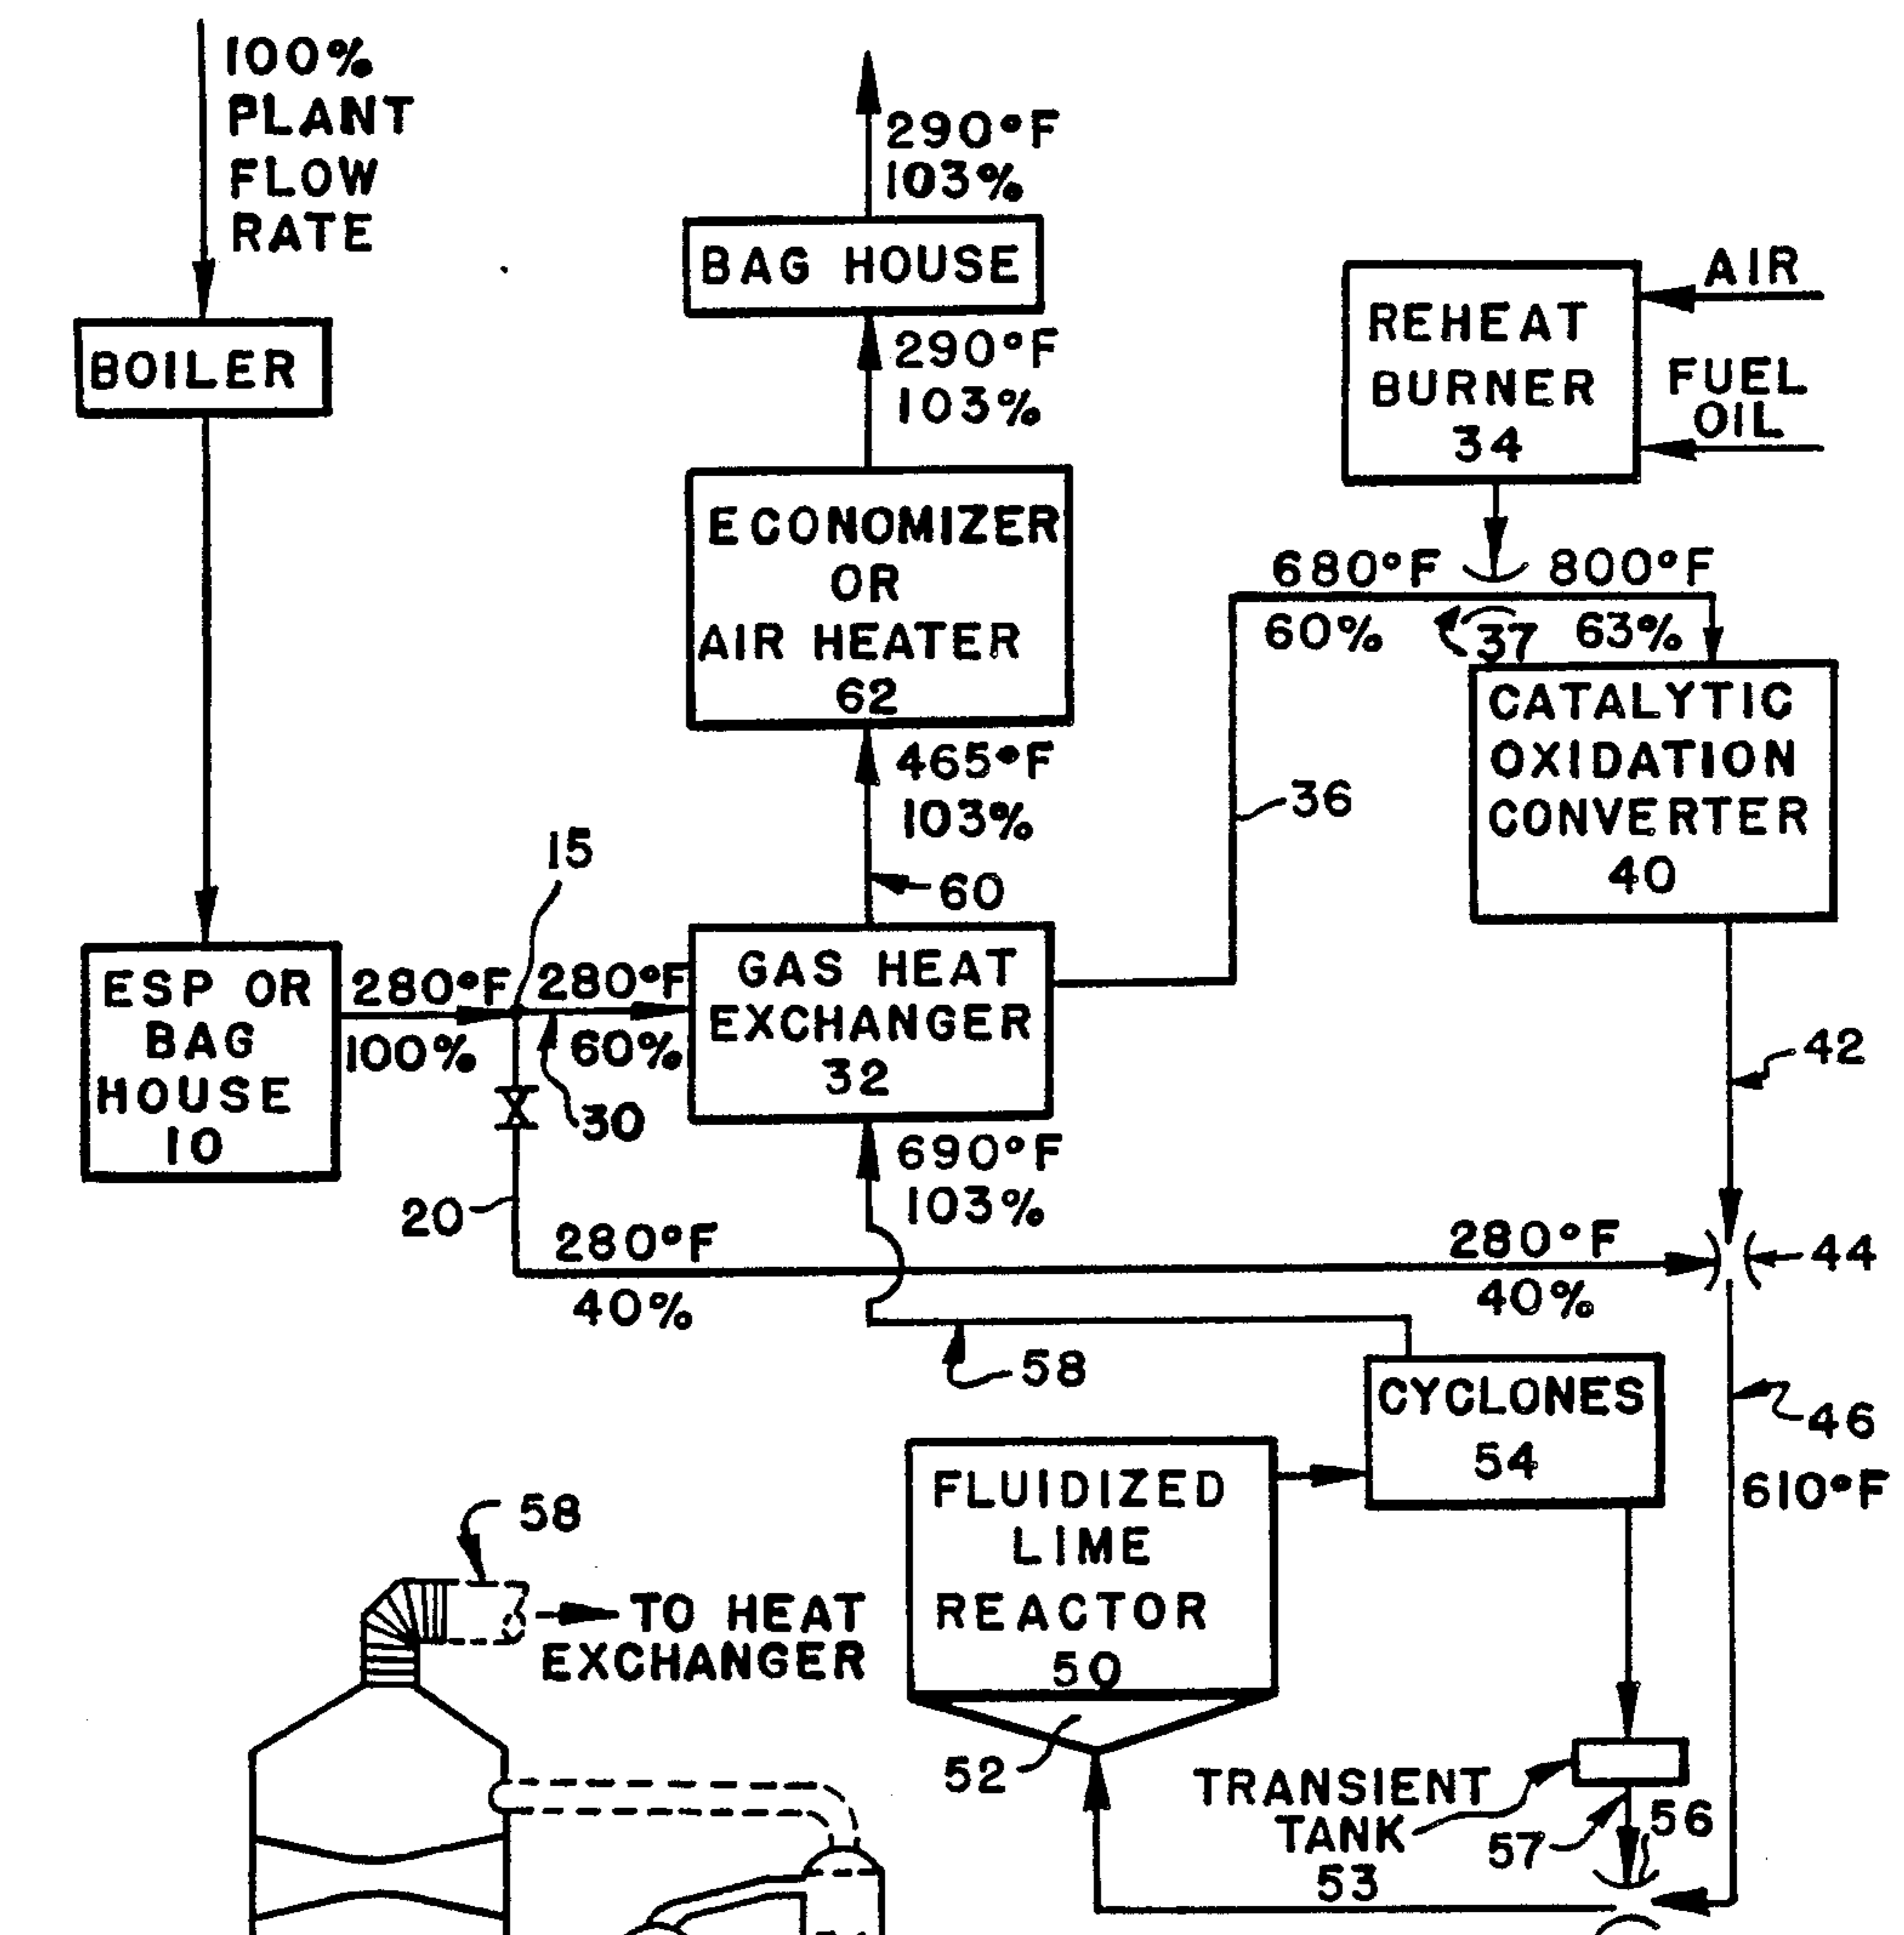 100%
PLANT
FLOW
RATE
BOILER
290°F
103%
BAG HOUSE
290°F
103%
ECONOMIZER
OR
AIR HEATER
62
465°F
103%
60
REHEAT
BURNER
34
AIR
FUEL
OIL
680°F
800°F
60%
37
63%
CATALYTIC
OXIDATION
CONVERTER
40
36
15
ESP OR
BAG
HOUSE
10
280°F
100%
280°F
60%
30
GAS HEAT
EXCHANGER
32
690°F
103%
42
20
280°F
40%
280°F
40%
44
58
CYCLONES
54
46
610°F
FLUIDIZED
LIME
REACTOR
50
52
58
TO HEAT
EXCHANGER
TRANSIENT
TANK
53
57
56